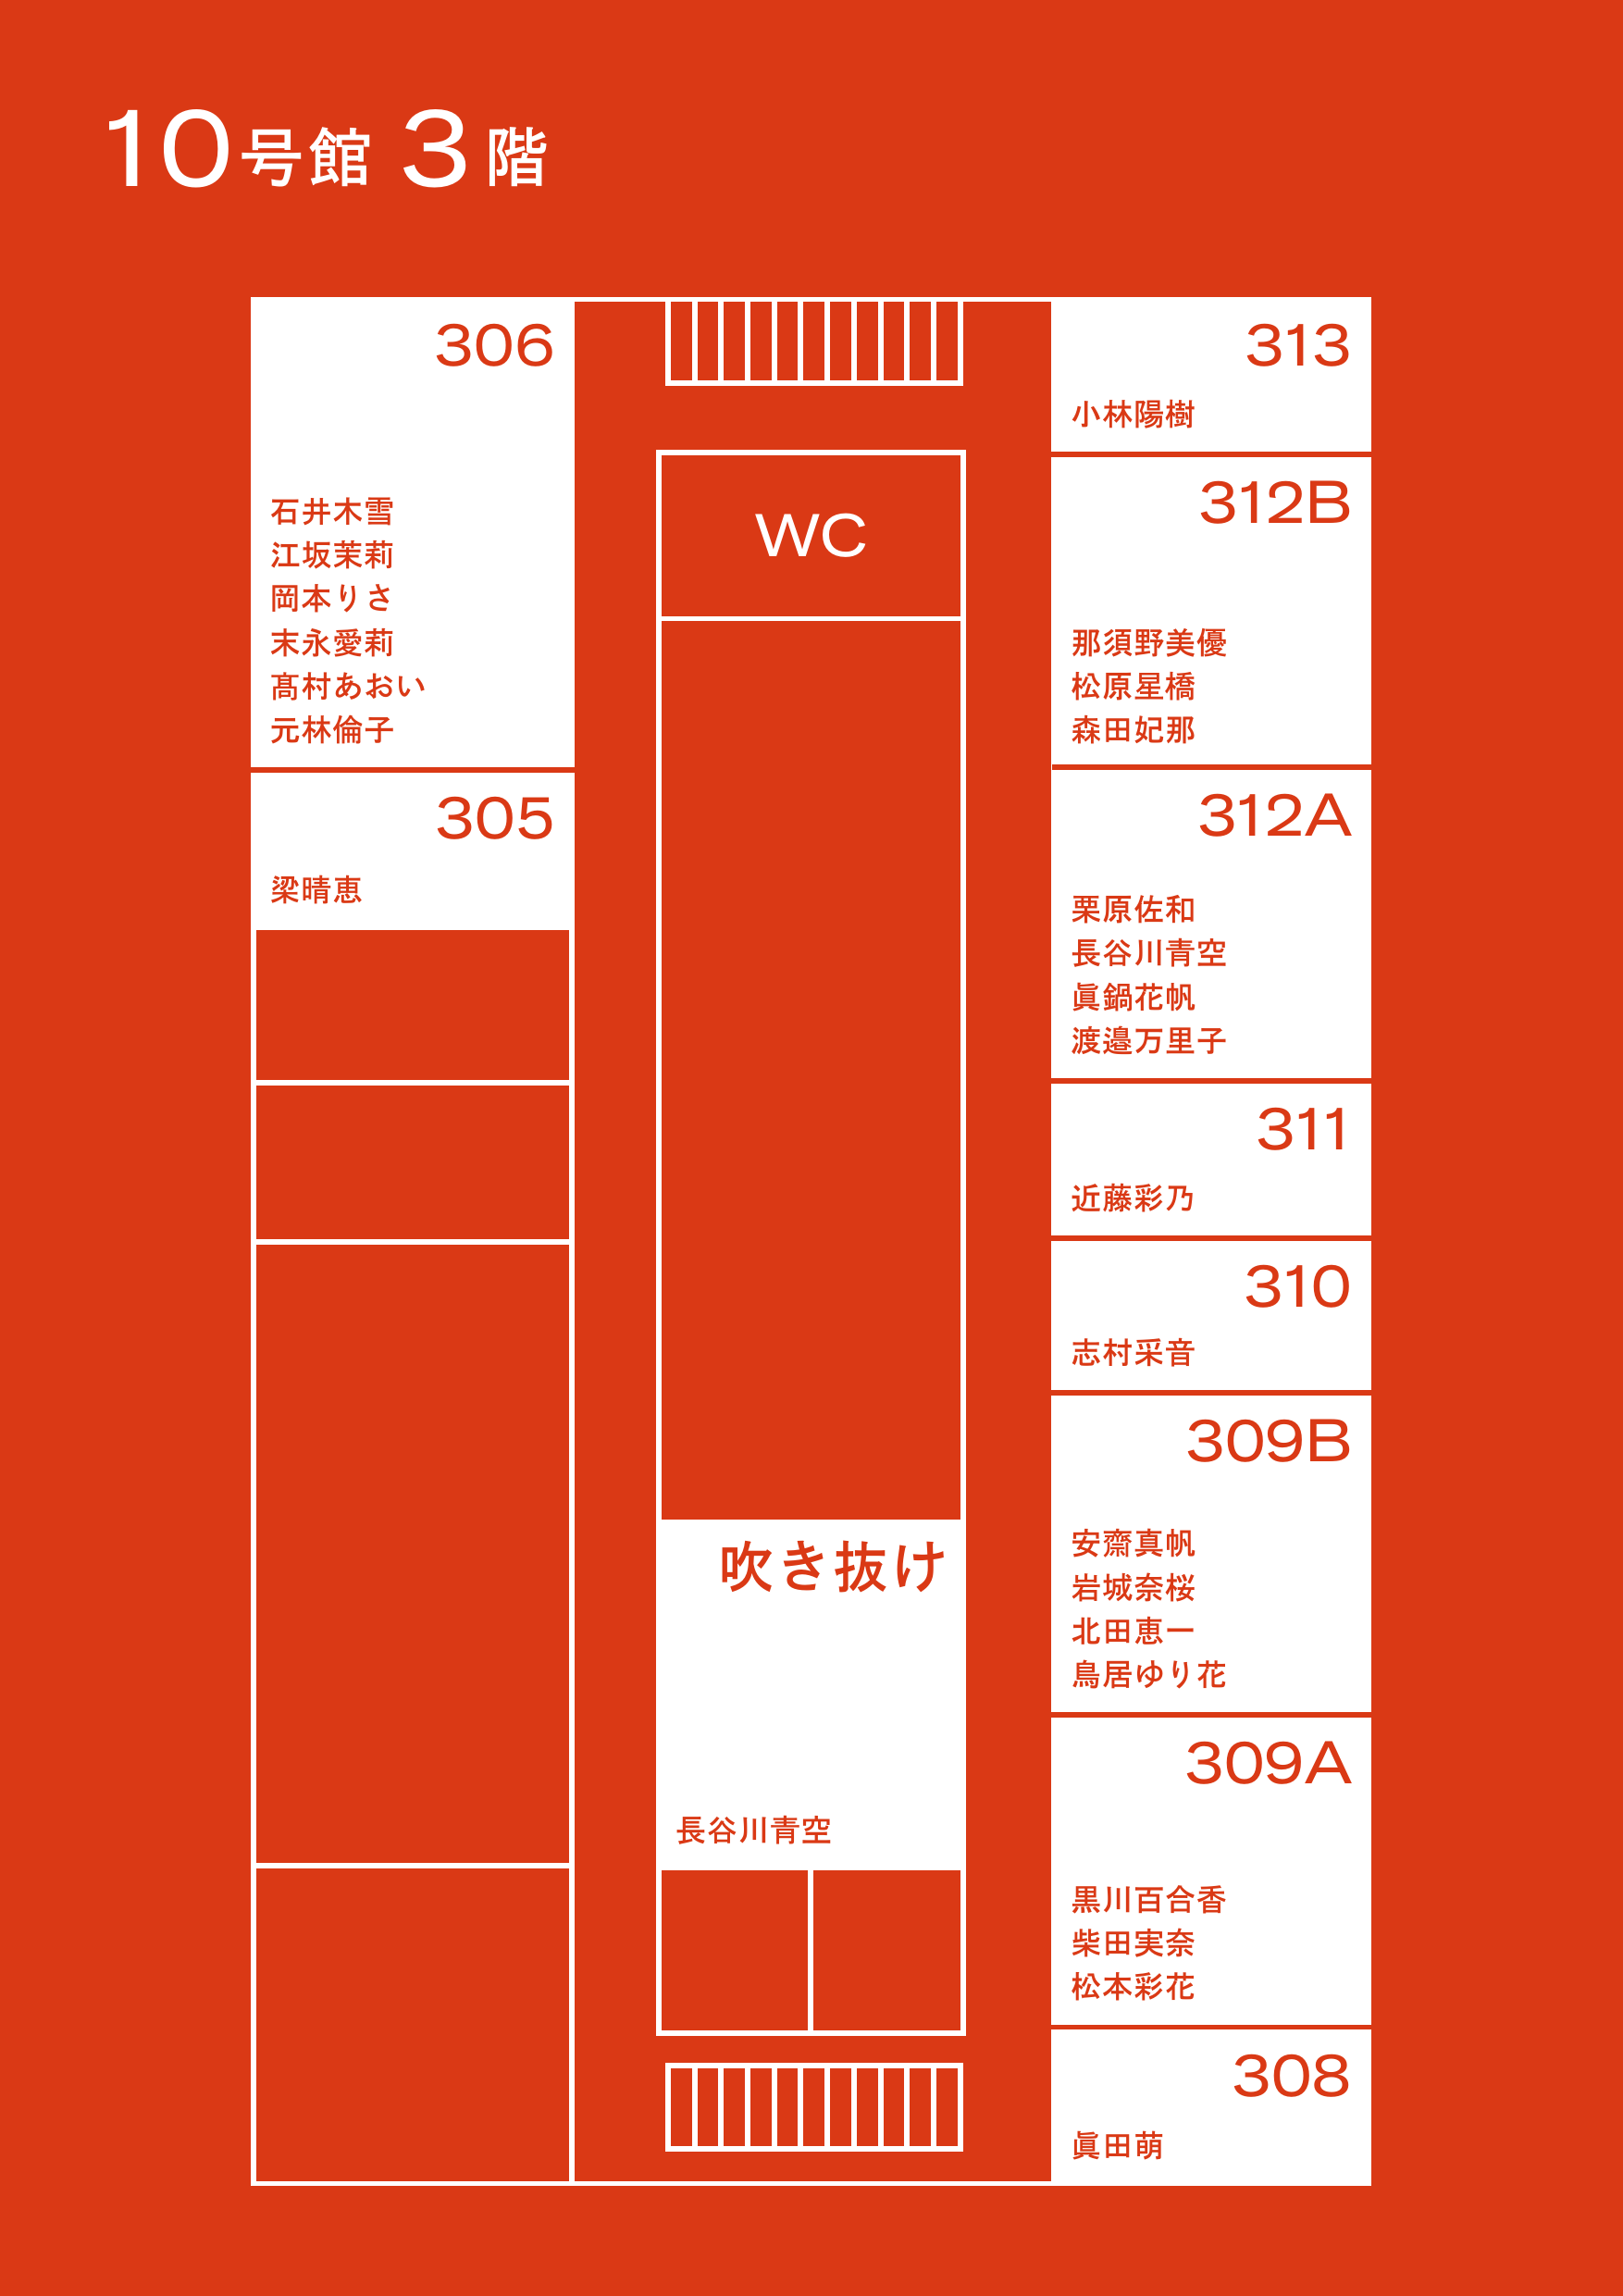 10号館 3階
306
石井木雪
江坂茉莉
岡本りさ
末永愛莉
髙村あおい
元林倫子
305
梁晴恵
WC
吹き抜け
長谷川青空
313
小林陽樹
312B
那須野美優
松原星橋
森田妃那
312A
栗原佐和
長谷川青空
眞鍋花帆
渡邉万里子
311
近藤彩乃
310
志村采音
309B
安齋真帆
岩城奈桜
北田恵一
鳥居ゆり花
309A
黒川百合香
柴田実奈
松本彩花
308
眞田萌